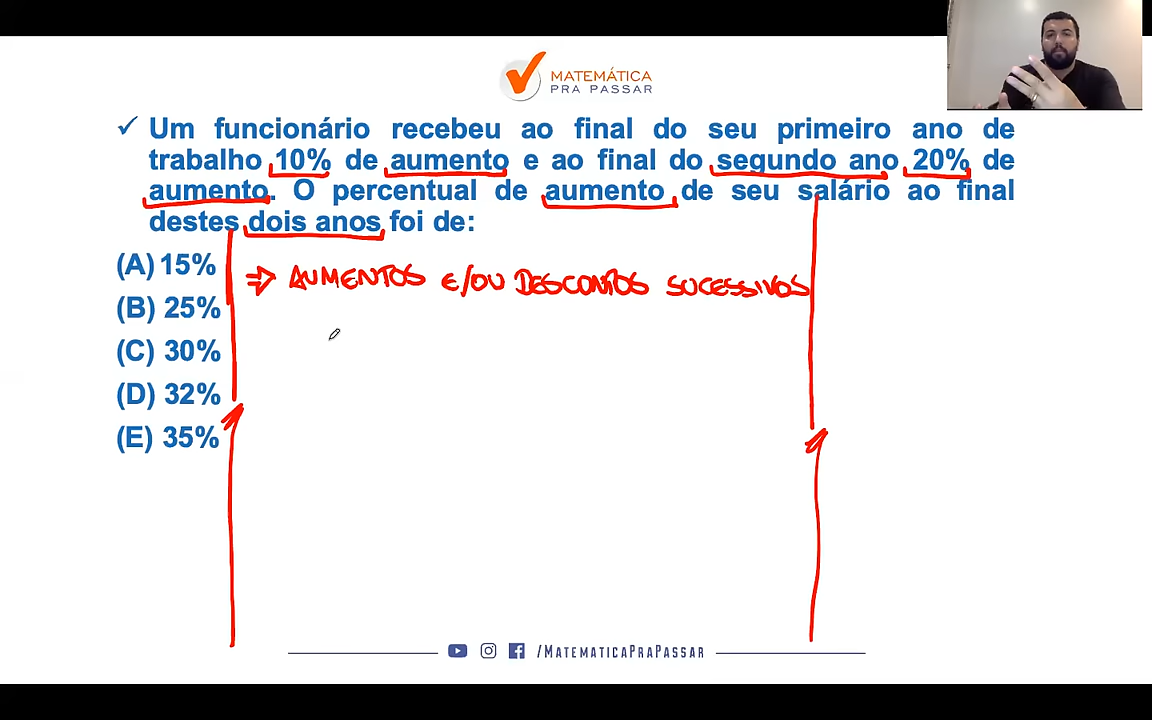 MATEMÁTICA
PRA PASSAR
✓ Um funcionário recebeu ao final do seu primeiro ano de
trabalho 10% de aumento e ao final do segundo ano 20% de
aumento. O percentual de aumento de seu salário ao final
destes dois anos foi de:
(A) 15%
⇒ AUMENTOS E/OU DESCONTOS SUCESSIVOS
(B) 25%
(C) 30%
(D) 32%
(E) 35%
/MATEMATICAPRAPASSAR